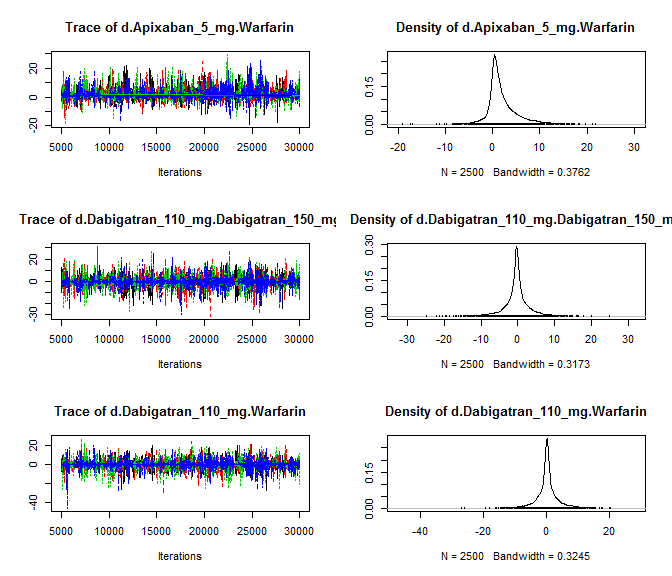 Trace of d.Apixaban_5_mg.Warfarin
20
0
-20
5000 10000 15000 20000 25000 30000
Iterations
Density of d.Apixaban_5_mg.Warfarin
0.15
0.00
-20 -10 0 10 20 30
N = 2500 Bandwidth = 0.3762
Trace of d.Dabigatran_110_mg.Dabigatran_150_mg
20
0
-30
5000 10000 15000 20000 25000 30000
Iterations
Density of d.Dabigatran_110_mg.Dabigatran_150_m
0.30
0.15
0.00
-30 -20 -10 0 10 20 30
N = 2500 Bandwidth = 0.3173
Trace of d.Dabigatran_110_mg.Warfarin
20
0
-40
5000 10000 15000 20000 25000 30000
Iterations
Density of d.Dabigatran_110_mg.Warfarin
0.15
0.00
-40 -20 0 20
N = 2500 Bandwidth = 0.3245